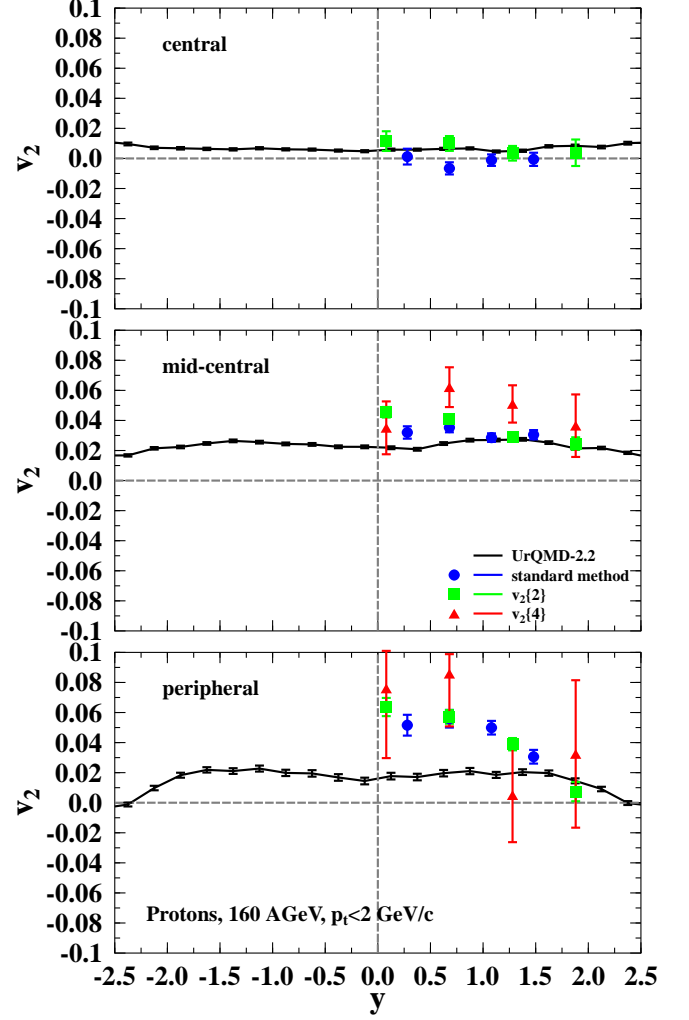 0.1
central
0.08
0.06
0.04
0.02
v2
0.0
-0.02
-0.04
-0.06
-0.08
-0.1
0.1
mid-central
0.08
0.06
0.04
0.02
v2
0.0
-0.02
-0.04
UrQMD-2.2
-0.06
standard method
v2{2}
-0.08
v2{4}
-0.1
0.1
peripheral
0.08
0.06
0.04
0.02
v2
0.0
-0.02
-0.04
-0.06
Protons, 160 AGeV, pt<2 GeV/c
-0.08
-0.1
-2.5 -2.0 -1.5 -1.0 -0.5 0.0 0.5 1.0 1.5 2.0 2.5
y